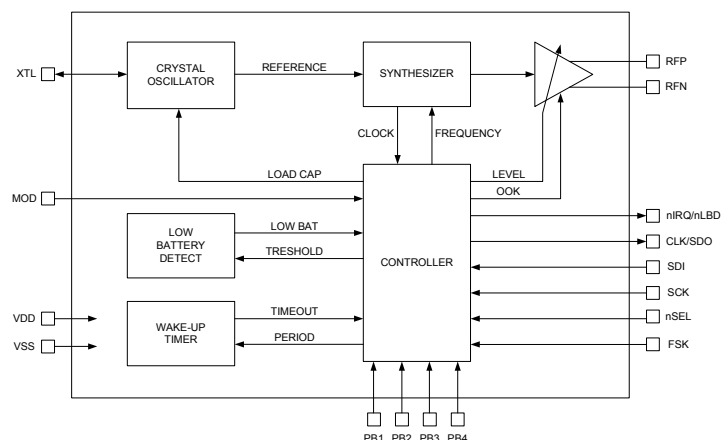 XTL
CRYSTAL
OSCILLATOR
REFERENCE
SYNTHESIZER
RFP
RFN
CLOCK
FREQUENCY
LOAD CAP
LEVEL
OOK
MOD
LOW
BATTERY
DETECT
LOW BAT
TRESHOLD
CONTROLLER
nIRQ/nLBD
CLK/SDO
SDI
SCK
nSEL
FSK
VDD
VSS
WAKE-UP
TIMER
TIMEOUT
PERIOD
PB1 PB2 PB3 PB4